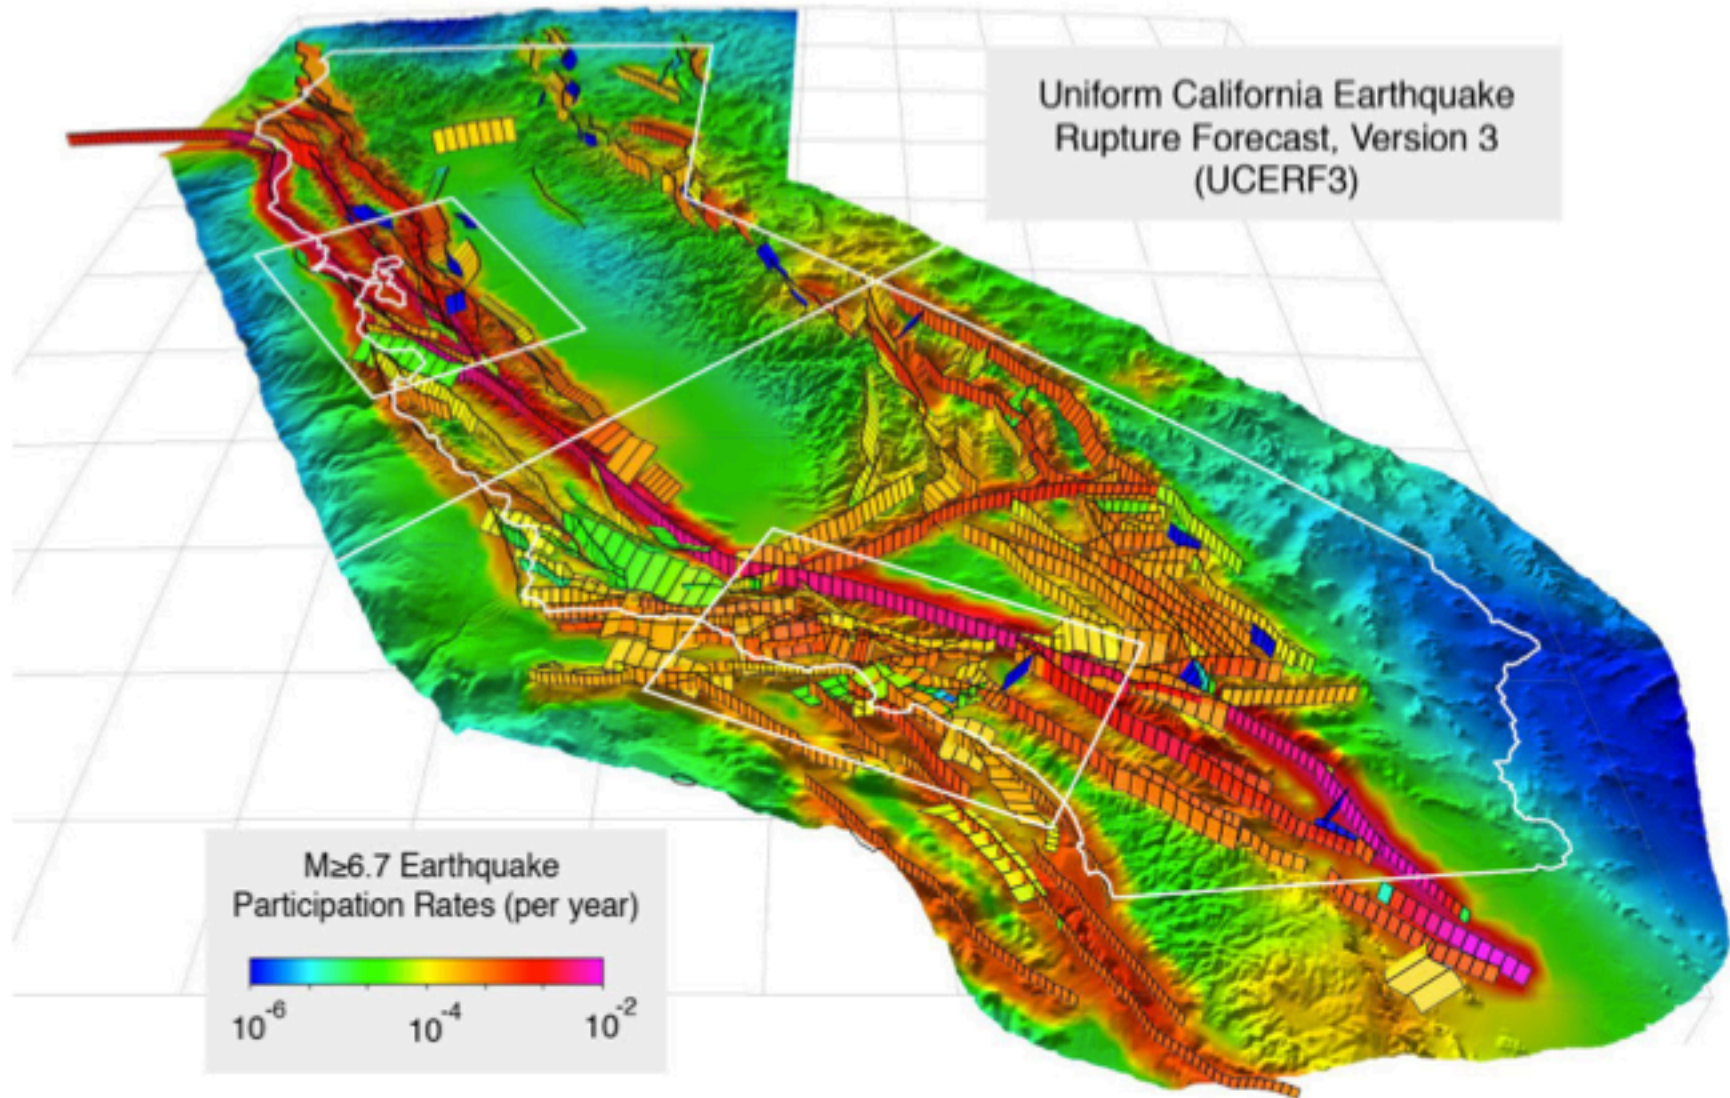 Uniform California Earthquake
Rupture Forecast, Version 3
(UCERF3)
M≥6.7 Earthquake
Participation Rates (per year)
10⁻⁶ 10⁻⁴ 10⁻²